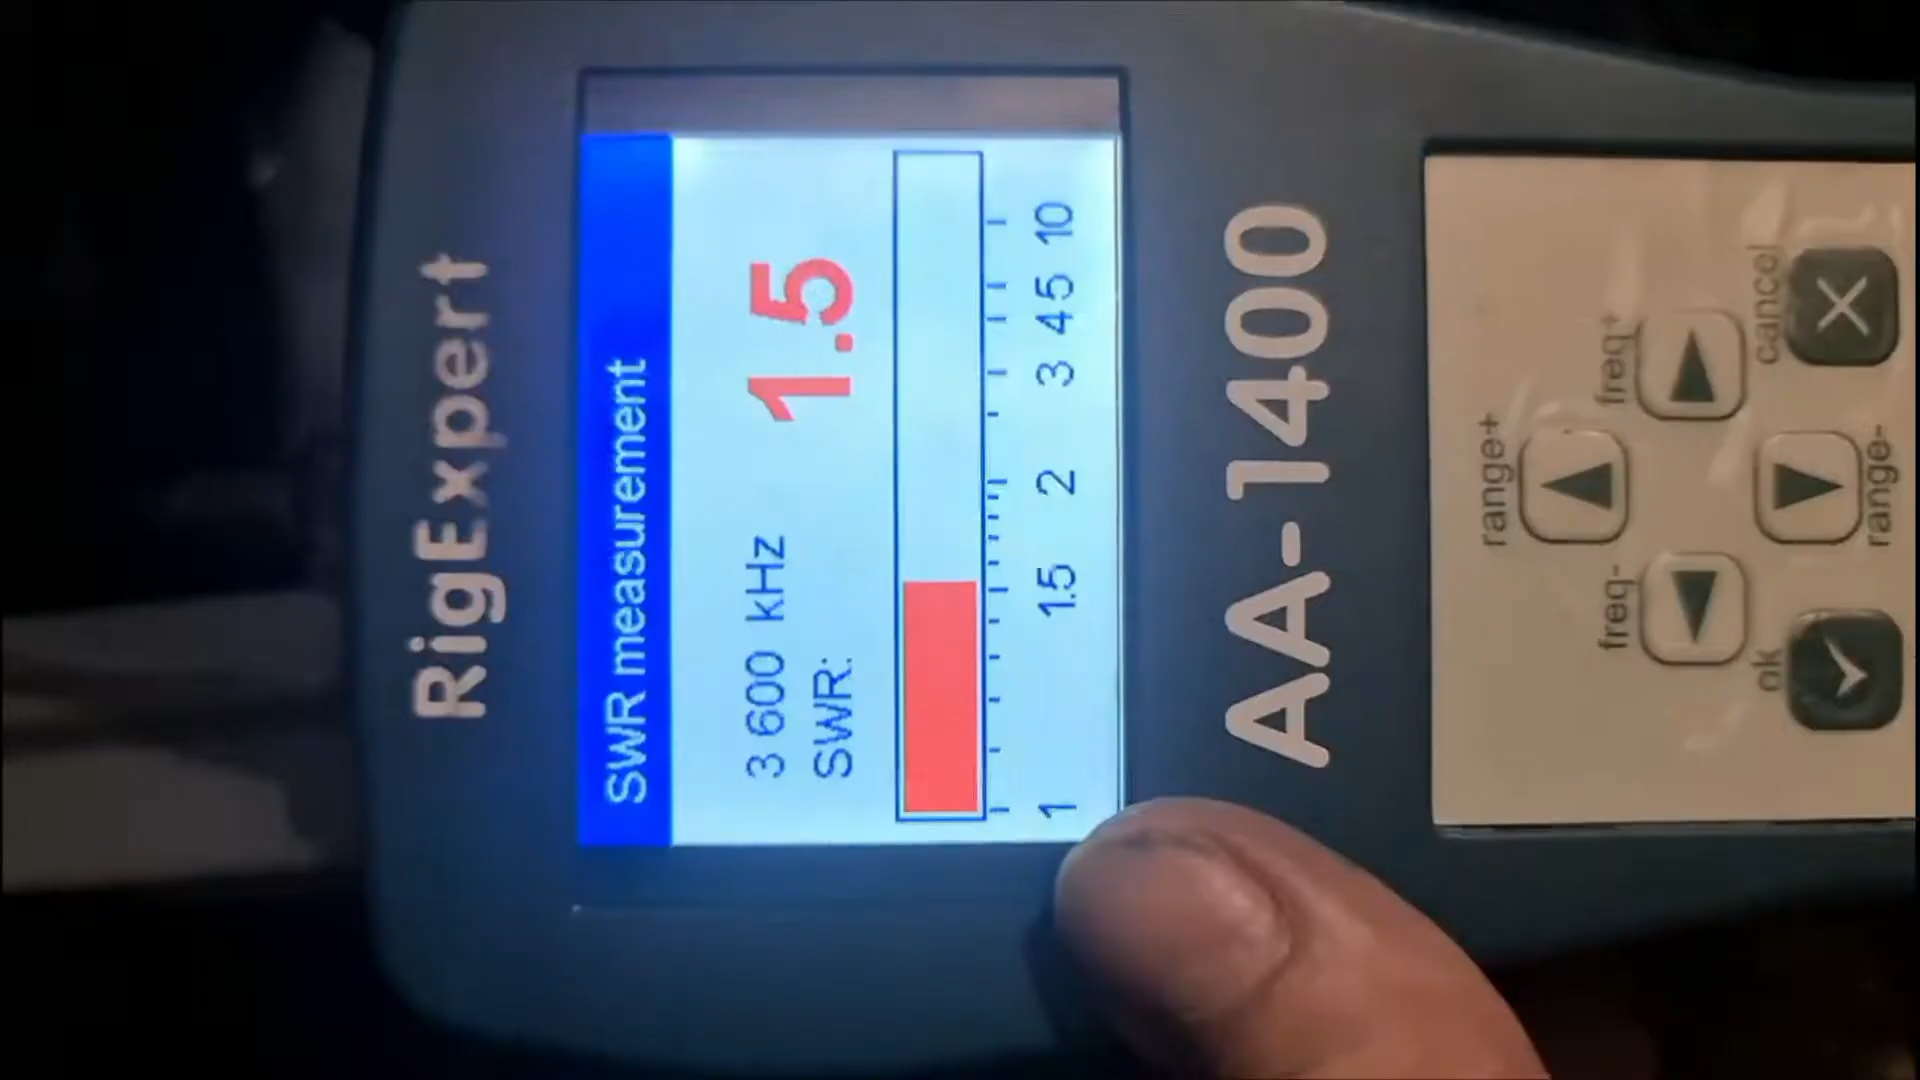 RigExpert
SWR measurement
3 600 kHz
SWR: 1.5
1 1.5 2 3 4 5 10
AA-1400
range+
freq- freq+
ok cancel
range-